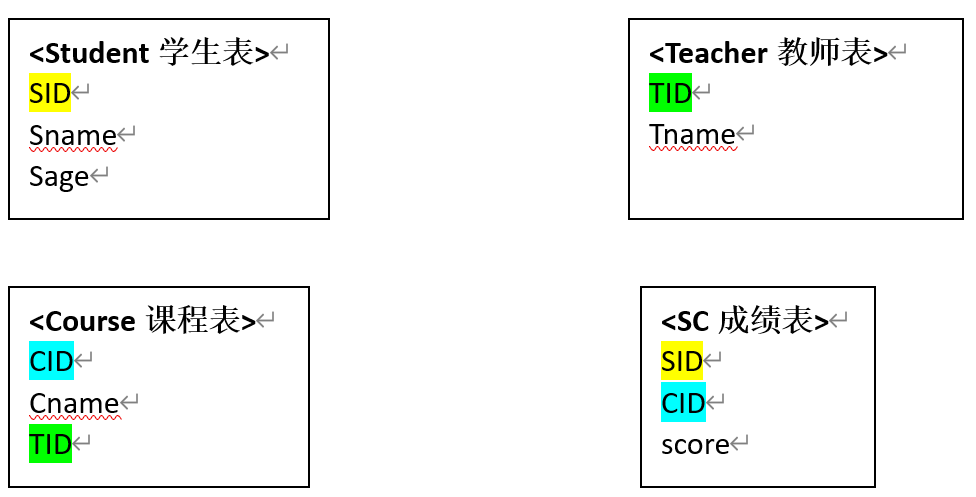 <Student 学生表>↵
SID↵
Sname↵
Sage↵
<Teacher 教师表>↵
TID↵
Tname↵
<Course 课程表>↵
CID↵
Cname↵
TID↵
<SC 成绩表>↵
SID↵
CID↵
score↵